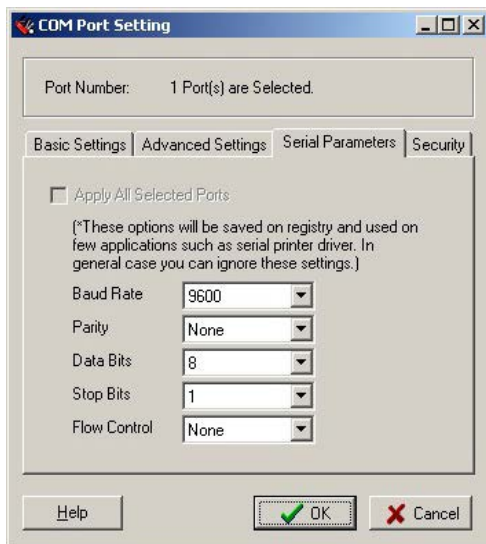 COM Port Setting
Port Number: 1 Port(s) are Selected.
Basic Settings Advanced Settings Serial Parameters Security
Apply All Selected Ports
(*These options will be saved on registry and used on
few applications such as serial printer driver. In
general case you can ignore these settings.)
Baud Rate 9600
Parity None
Data Bits 8
Stop Bits 1
Flow Control None
Help OK Cancel